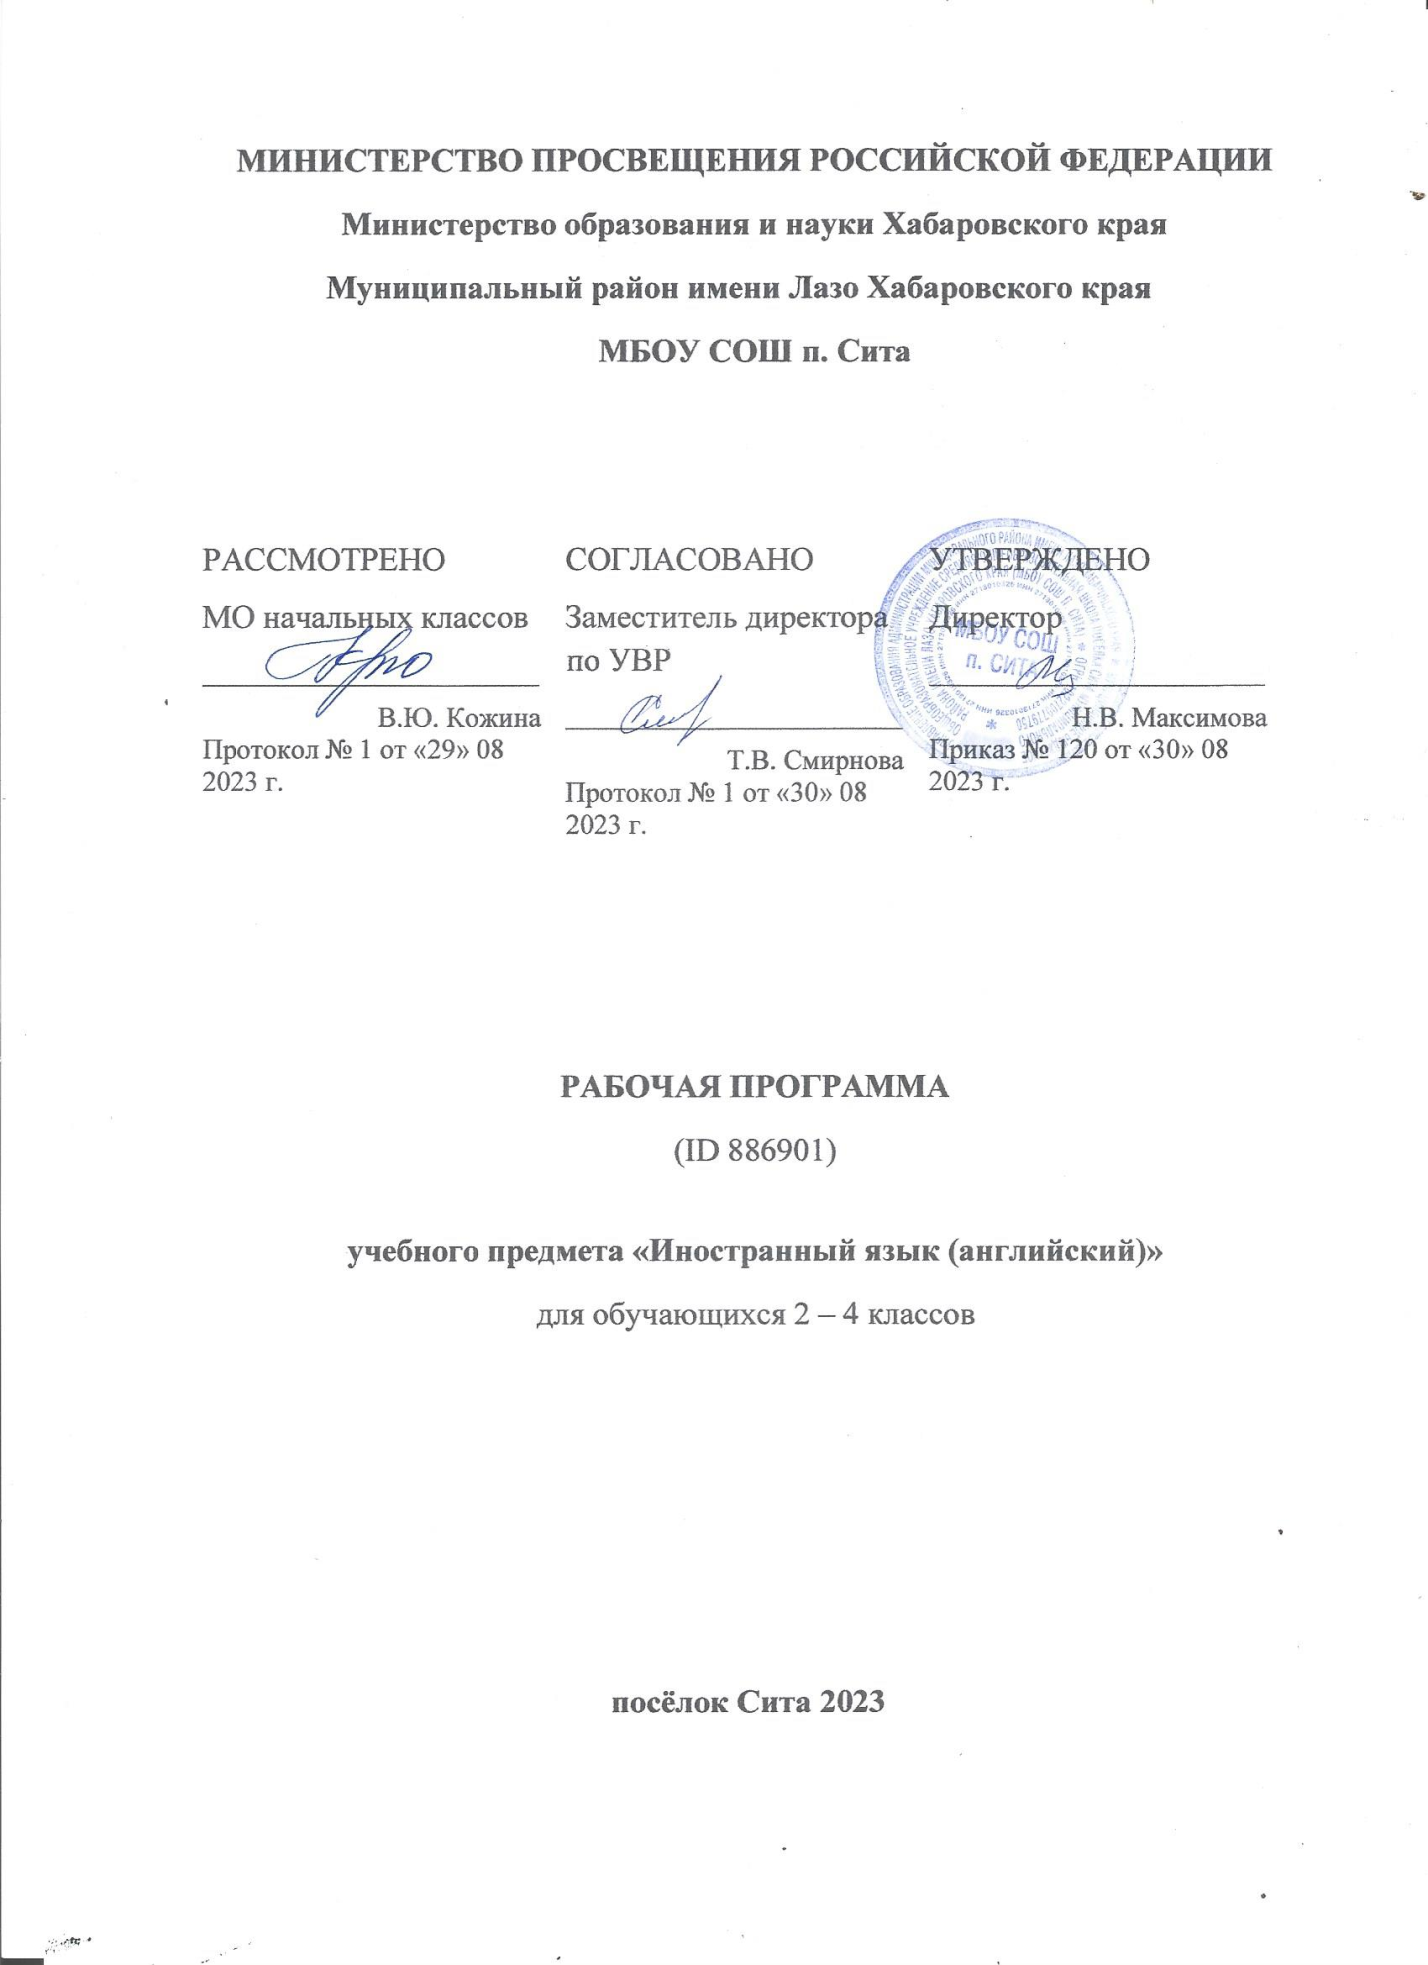 МИНИСТЕРСТВО ПРОСВЕЩЕНИЯ РОССИЙСКОЙ ФЕДЕРАЦИИ
Министерство образования и науки Хабаровского края
Муниципальный район имени Лазо Хабаровского края
МБОУ СОШ п. Сита
РАССМОТРЕНО
МО начальных классов
В.Ю. Кожина
Протокол № 1 от «29» 08
2023 г.
СОГЛАСОВАНО
Заместитель директора
по УВР
Т.В. Смирнова
Протокол № 1 от «30» 08
2023 г.
УТВЕРЖДЕНО
Директор
Н.В. Максимова
Приказ № 120 от «30» 08
2023 г.
МБОУ СОШ
п. СИТА
РАБОЧАЯ ПРОГРАММА
(ID 886901)
учебного предмета «Иностранный язык (английский)»
для обучающихся 2 – 4 классов
посёлок Сита 2023